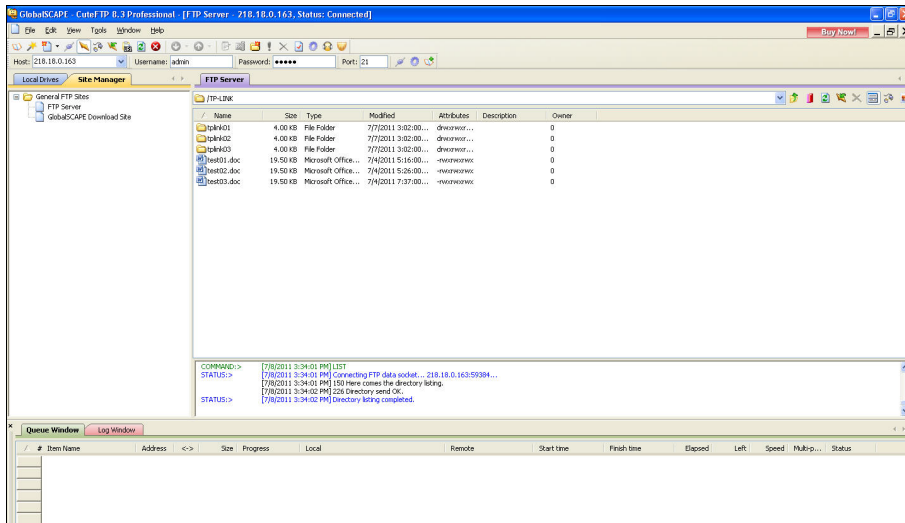 GlobalSCAPE - CuteFTP 8.3 Professional - [FTP Server - 218.18.0.163, Status: Connected]
File Edit View Tools Window Help
Buy Now!
Host: 218.18.0.163 Username: admin Password: ●●●●● Port: 21
Local Drives Site Manager FTP Server
General FTP Sites
FTP Server
GlobalSCAPE Download Site
/TP-LINK
/ Name Size Type Modified Attributes Description Owner
tplink01 4.00 KB File Folder 7/7/2011 3:02:00... drwxrwxr... 0
tplink02 4.00 KB File Folder 7/7/2011 3:02:00... drwxrwxr... 0
tplink03 4.00 KB File Folder 7/7/2011 3:02:00... drwxrwxr... 0
test01.doc 19.50 KB Microsoft Office... 7/4/2011 5:16:00... -rwxrwxrwx 0
test02.doc 19.50 KB Microsoft Office... 7/4/2011 5:26:00... -rwxrwxrwx 0
test03.doc 19.50 KB Microsoft Office... 7/4/2011 7:37:00... -rwxrwxrwx 0
COMMAND:> [7/8/2011 3:34:01 PM] LIST
STATUS:> [7/8/2011 3:34:01 PM] Connecting FTP data socket... 218.18.0.163:59384...
[7/8/2011 3:34:01 PM] 150 Here comes the directory listing.
[7/8/2011 3:34:02 PM] 226 Directory send OK.
STATUS:> [7/8/2011 3:34:02 PM] Directory listing completed.
Queue Window Log Window
/ # Item Name Address <-> Size Progress Local Remote Start time Finish time Elapsed Left Speed Multi-p... Status